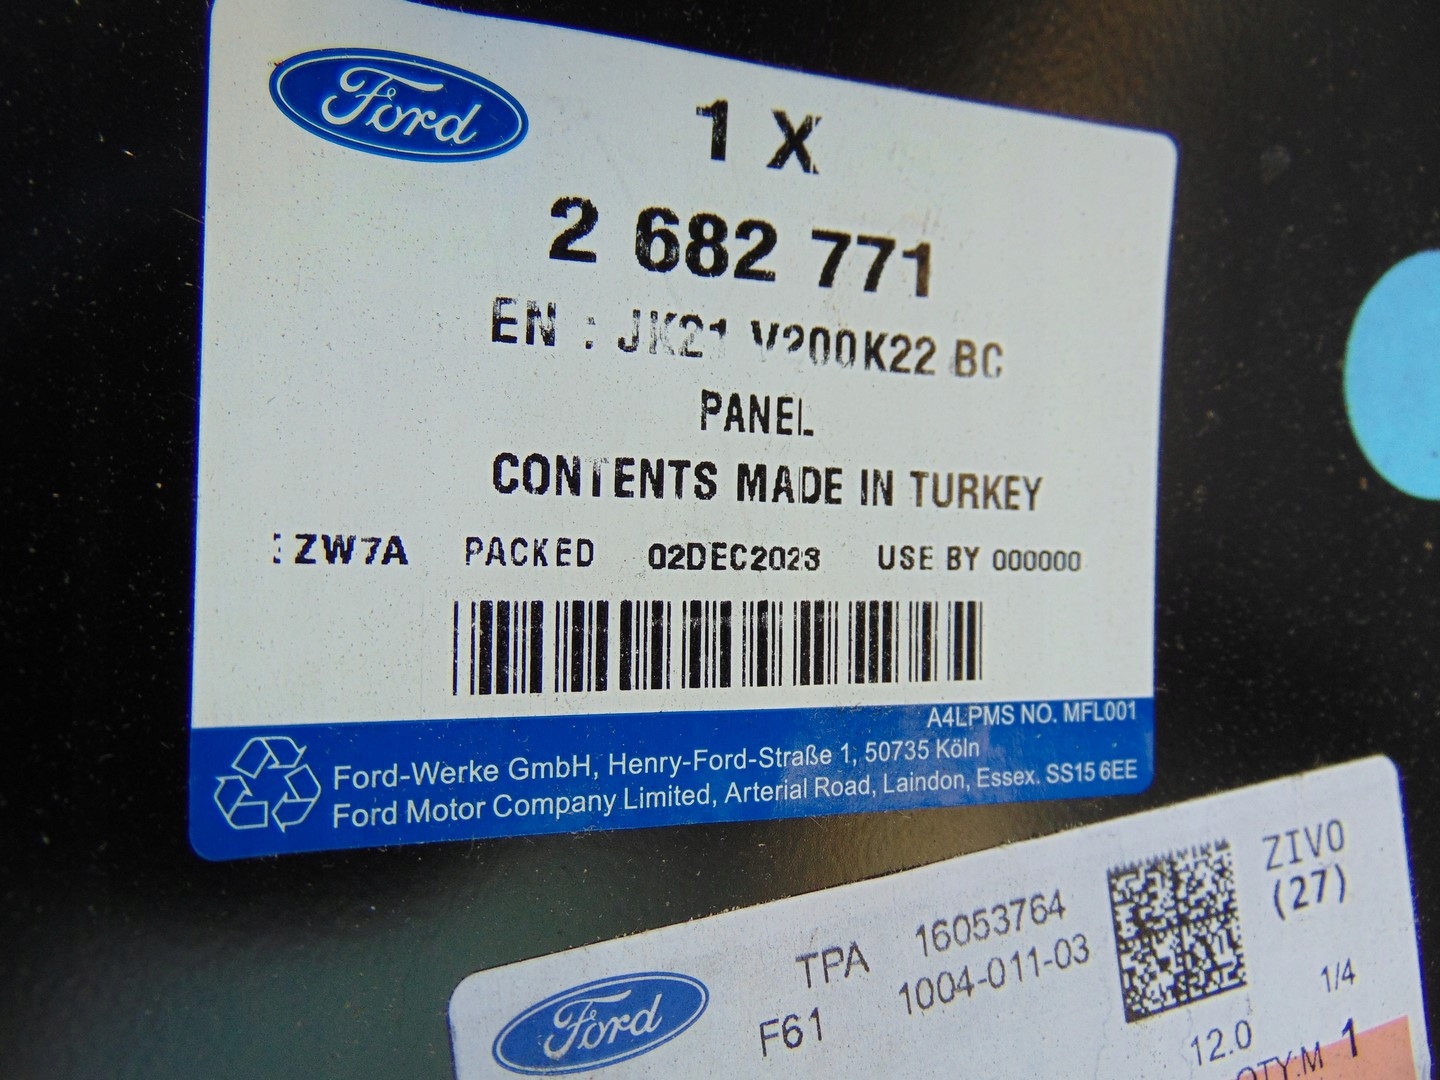 Ford
1 X
2 682 771
EN : JK21 V200K22 BC
PANEL
CONTENTS MADE IN TURKEY
ZW7A PACKED 02DEC2023 USE BY 000000
A4LPMS NO. MFL001
Ford-Werke GmbH, Henry-Ford-Straße 1, 50735 Köln
Ford Motor Company Limited, Arterial Road, Laindon, Essex. SS15 6EE
Ford
TPA 16053764
F61 1004-011-03
ZIVO
(27)
1/4
12.0
QTY:M 1